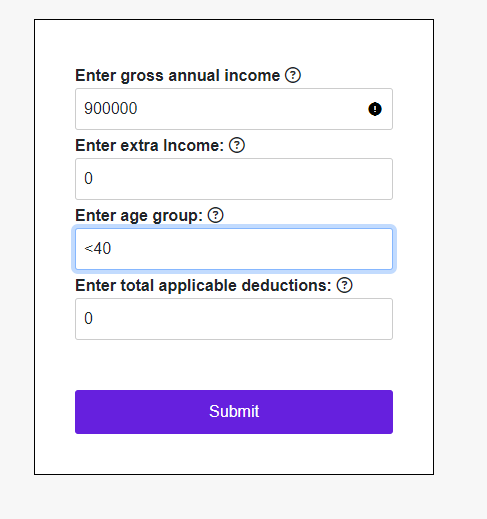 Enter gross annual income
900000
Enter extra Income:
0
Enter age group:
<40
Enter total applicable deductions:
0
Submit